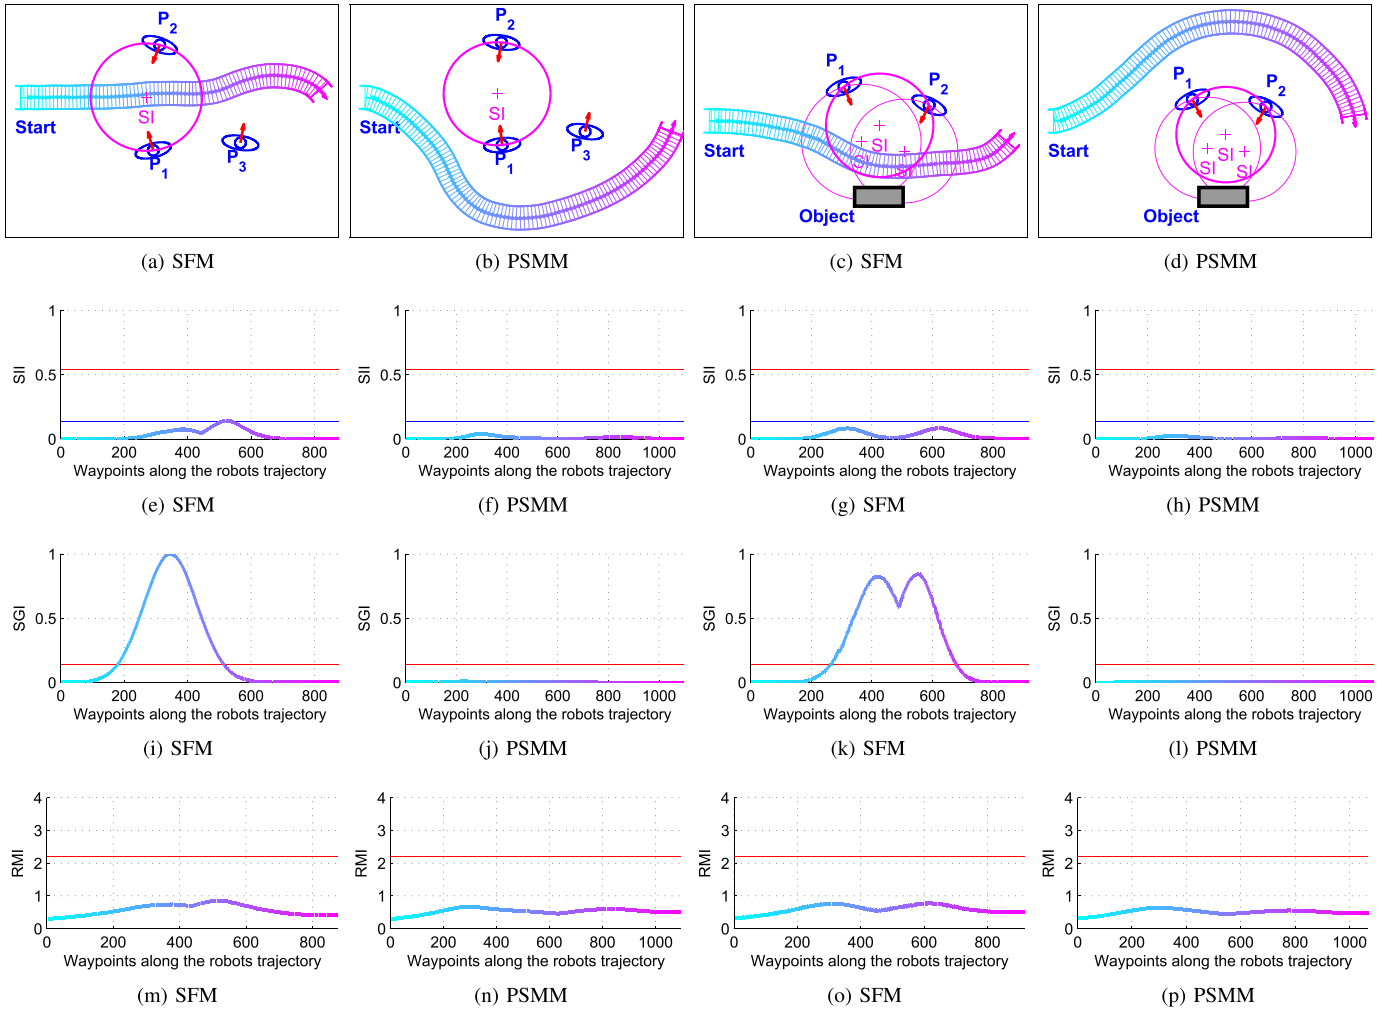 P2
SI
Start
P1
P3
P2
SI
Start
P1
P3
P1
P2
SI
SI
SI
Start
Object
P1
P2
SI
SI
SI
Start
Object
(a) SFM
(b) PSMM
(c) SFM
(d) PSMM
1
0.5
0
SII
0 200 400 600 800
Waypoints along the robots trajectory
1
0.5
0
SII
0 200 400 600 800 1000
Waypoints along the robots trajectory
1
0.5
0
SII
0 200 400 600 800
Waypoints along the robots trajectory
1
0.5
0
SII
0 200 400 600 800 1000
Waypoints along the robots trajectory
(e) SFM
(f) PSMM
(g) SFM
(h) PSMM
1
0.5
0
SGI
0 200 400 600 800
Waypoints along the robots trajectory
1
0.5
0
SGI
0 200 400 600 800 1000
Waypoints along the robots trajectory
1
0.5
0
SGI
0 200 400 600 800
Waypoints along the robots trajectory
1
0.5
0
SGI
0 200 400 600 800 1000
Waypoints along the robots trajectory
(i) SFM
(j) PSMM
(k) SFM
(l) PSMM
4
3
2
1
0
RMI
0 200 400 600 800
Waypoints along the robots trajectory
4
3
2
1
0
RMI
0 200 400 600 800 1000
Waypoints along the robots trajectory
4
3
2
1
0
RMI
0 200 400 600 800
Waypoints along the robots trajectory
4
3
2
1
0
RMI
0 200 400 600 800 1000
Waypoints along the robots trajectory
(m) SFM
(n) PSMM
(o) SFM
(p) PSMM